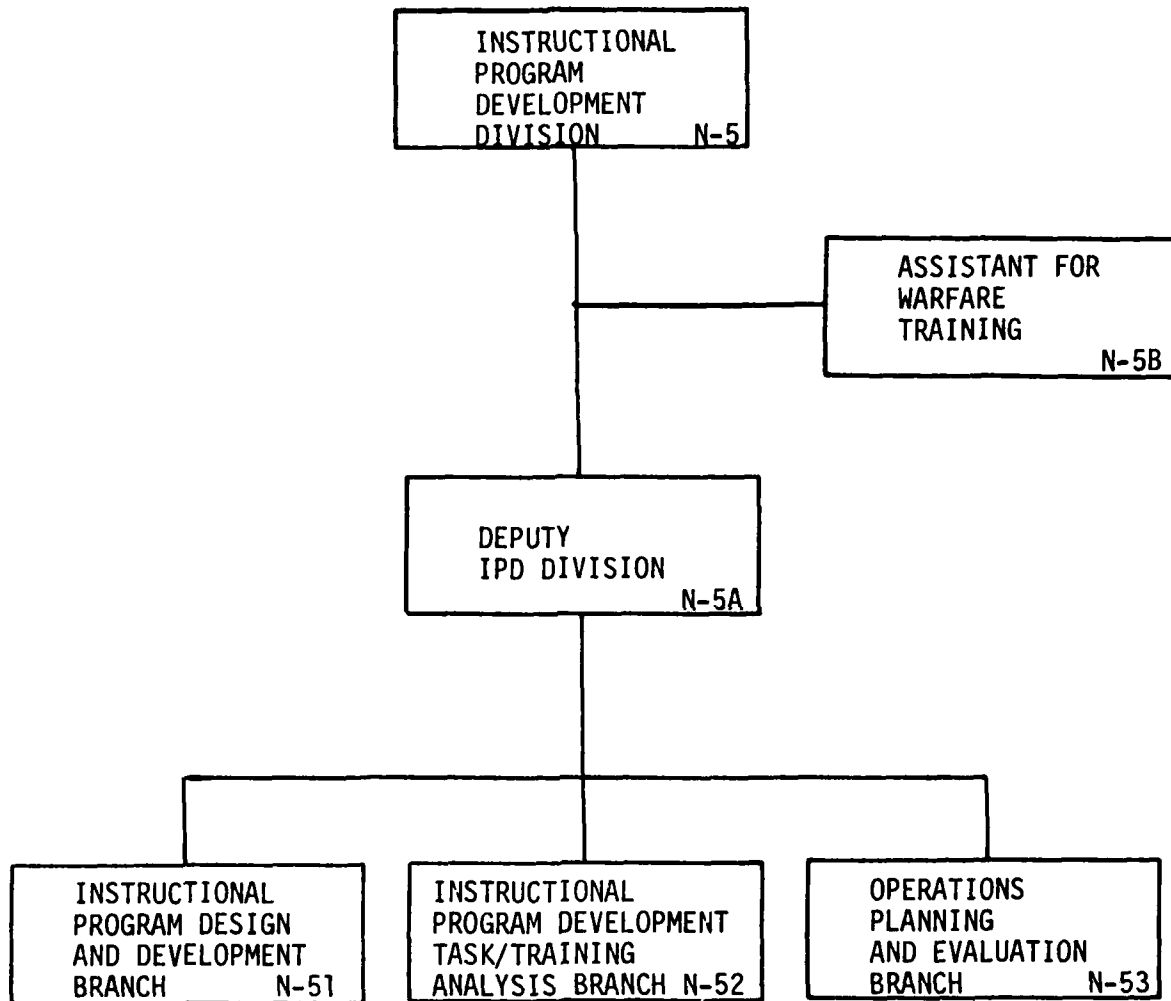 INSTRUCTIONAL
PROGRAM
DEVELOPMENT
DIVISION N-5
ASSISTANT FOR
WARFARE
TRAINING
N-5B
DEPUTY
IPD DIVISION
N-5A
INSTRUCTIONAL
PROGRAM DESIGN
AND DEVELOPMENT
BRANCH N-51
INSTRUCTIONAL
PROGRAM DEVELOPMENT
TASK/TRAINING
ANALYSIS BRANCH N-52
OPERATIONS
PLANNING
AND EVALUATION
BRANCH N-53